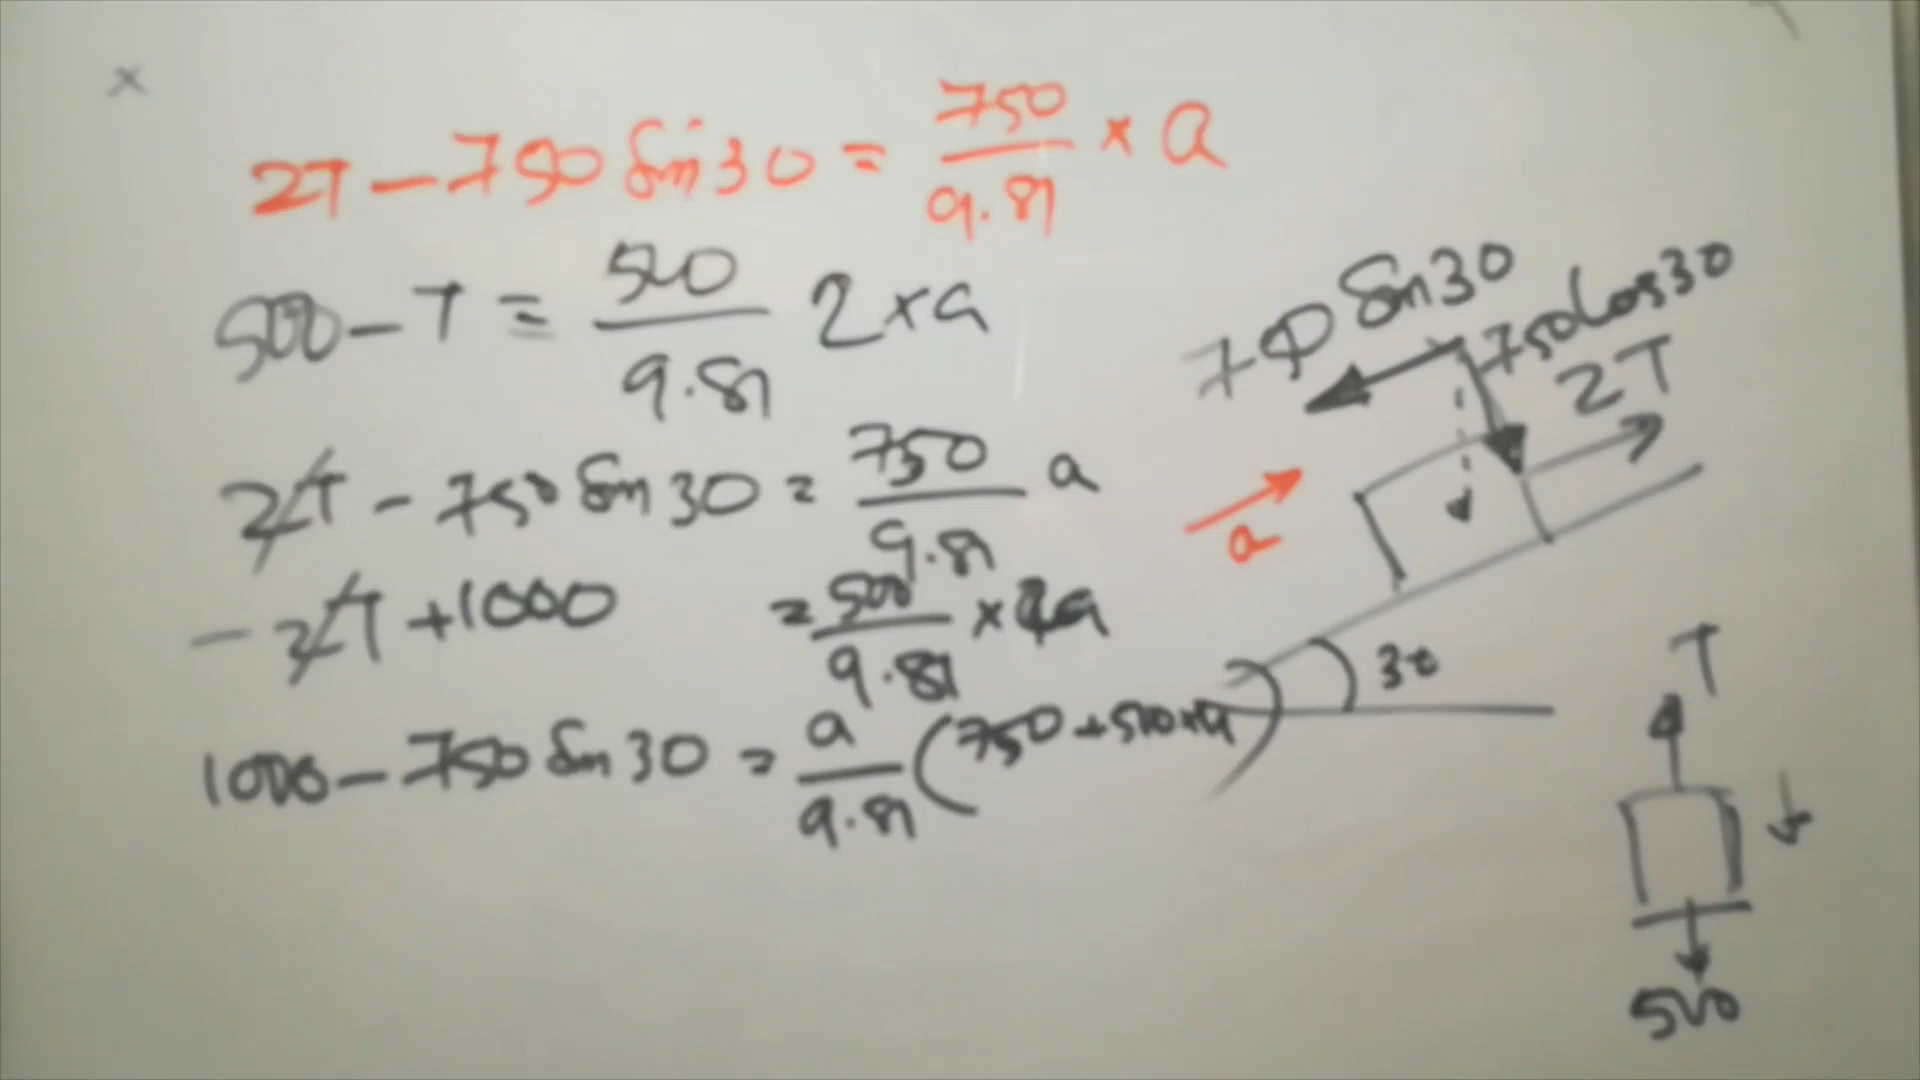 x
2T - 750 Sin 30 = 750/9.81 × a
500 - T = 500/9.81 2×a
2T - 750 Sin 30 = 750/9.81 a
- 2T + 1000 = 500/9.81 × 4a
1000 - 750 Sin 30 = a/9.81 (750 + 500×4)
750 Sin 30
750 Cos 30
2T
a
30
T
500